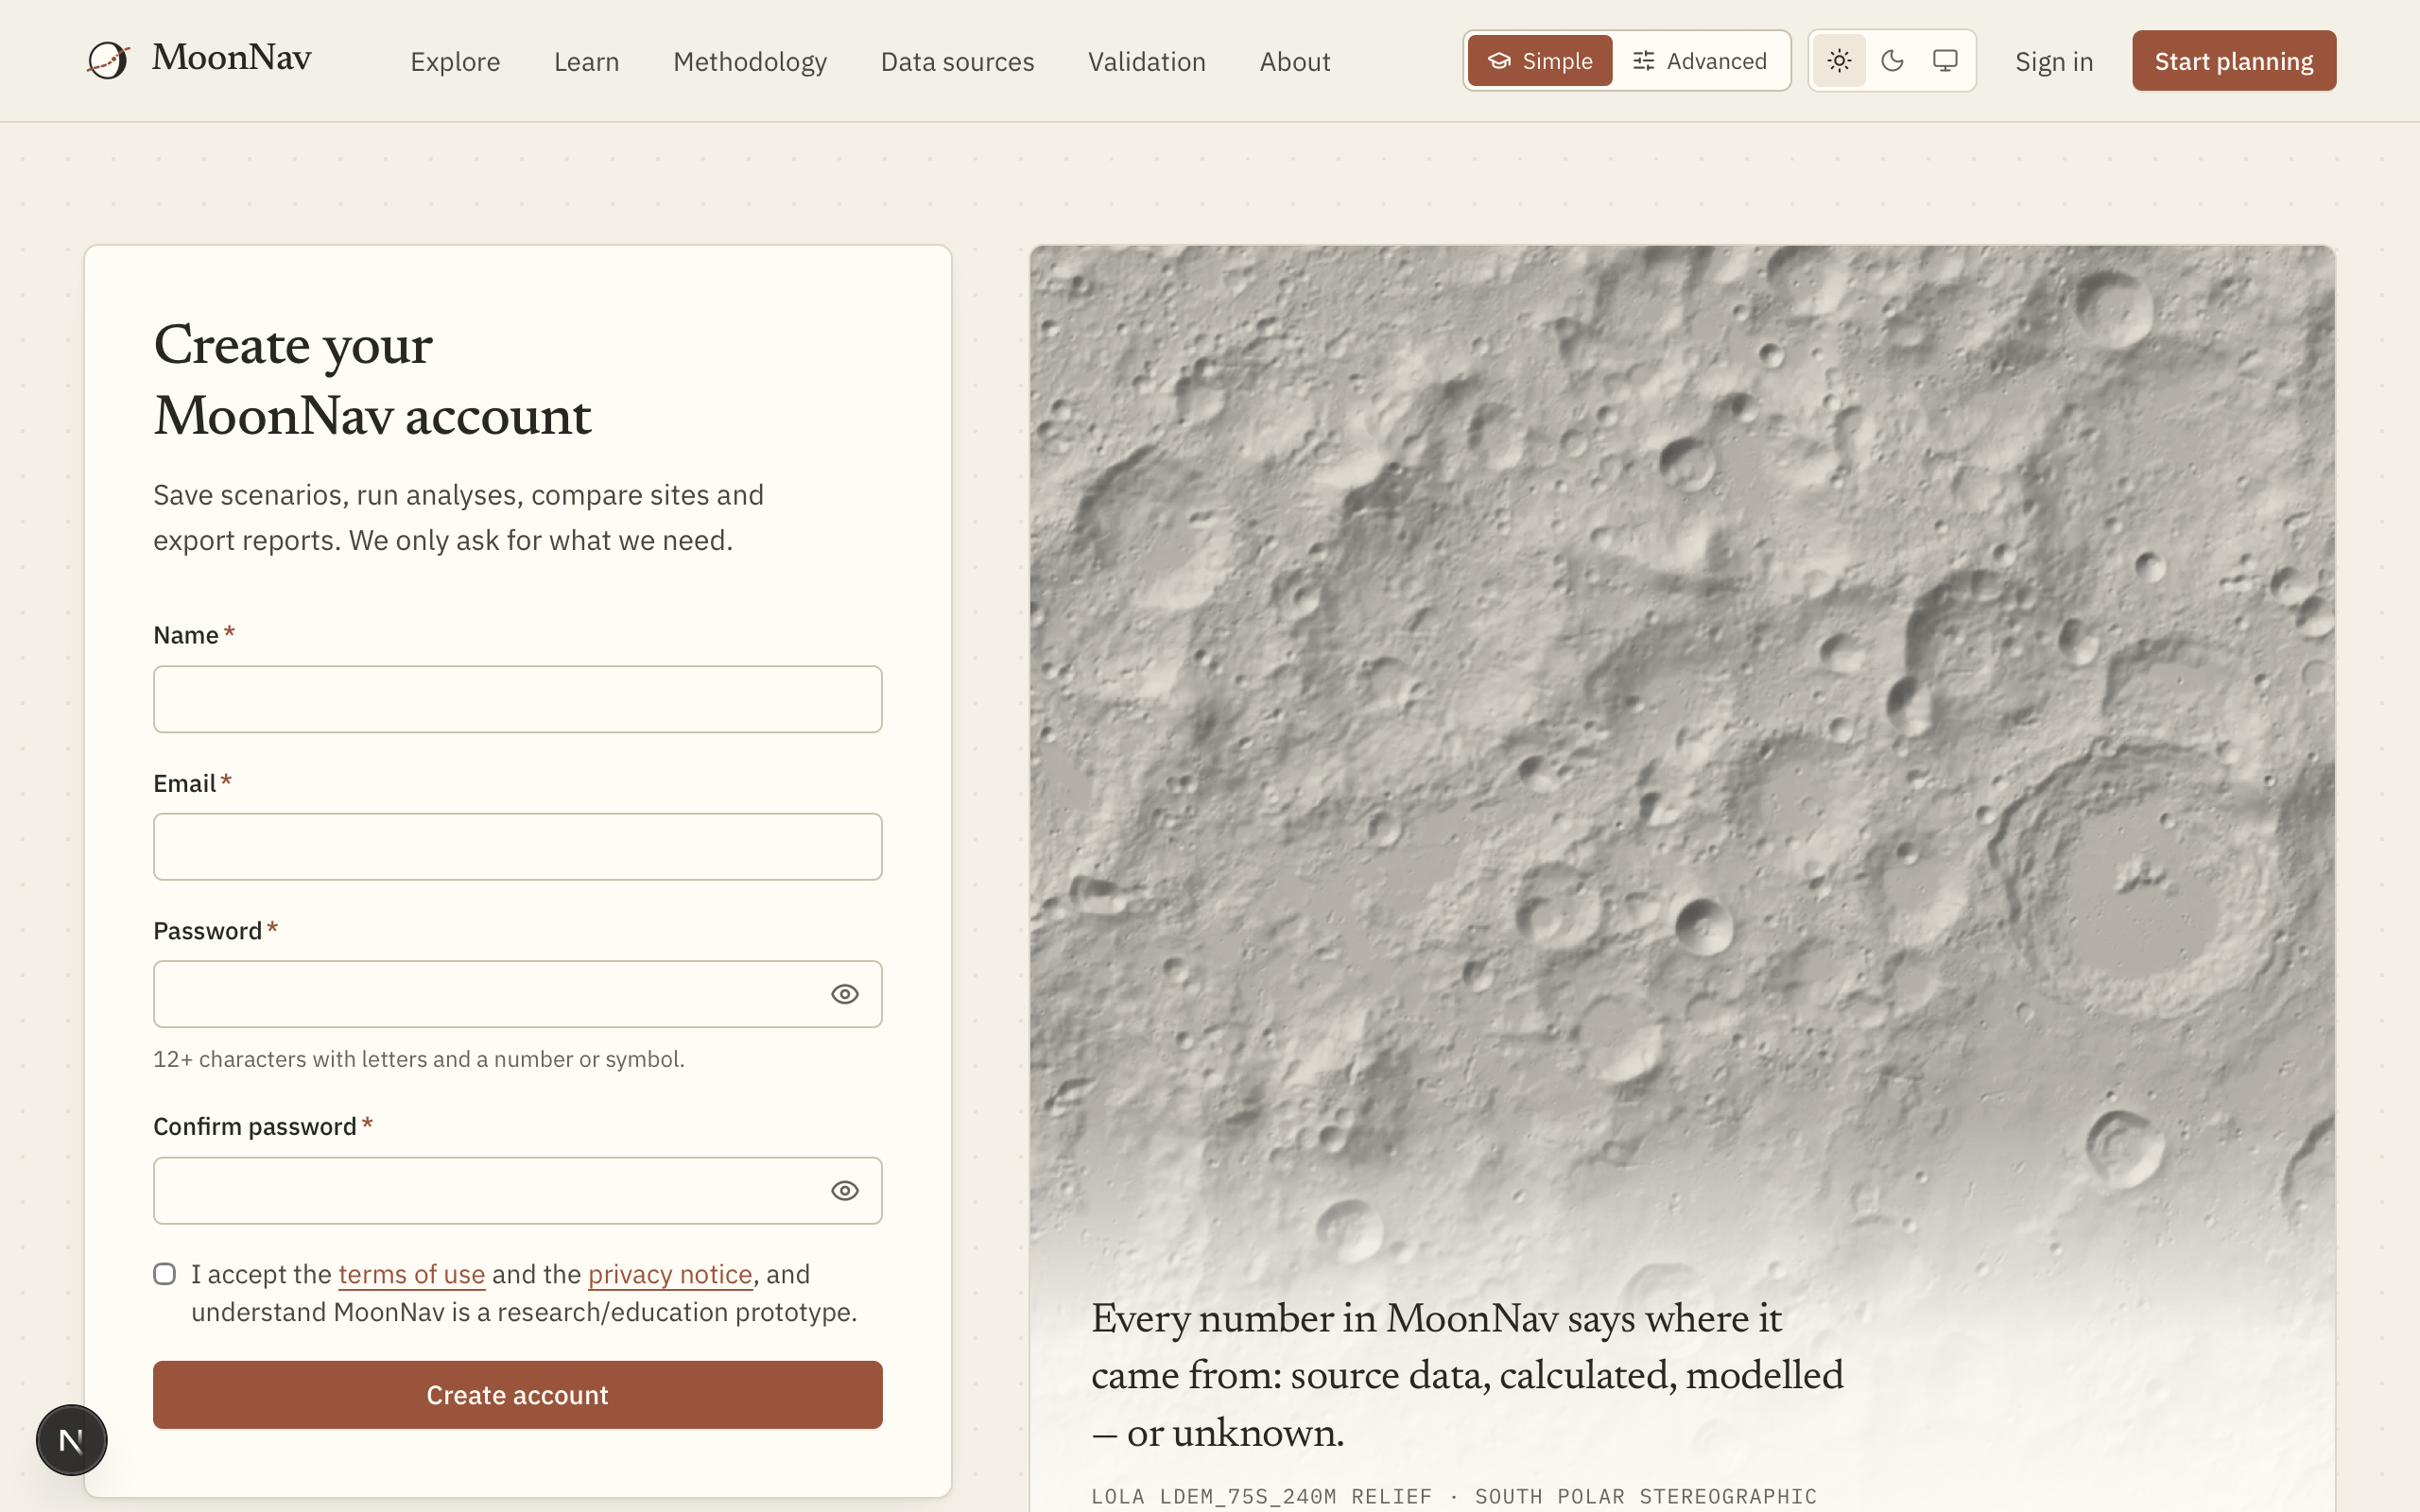 MoonNav
Explore
Learn
Methodology
Data sources
Validation
About
Simple
Advanced
Sign in
Start planning
Create your
MoonNav account
Save scenarios, run analyses, compare sites and
export reports. We only ask for what we need.
Name *
Email *
Password *
12+ characters with letters and a number or symbol.
Confirm password *
I accept the terms of use and the privacy notice, and
understand MoonNav is a research/education prototype.
Create account
N
Every number in MoonNav says where it
came from: source data, calculated, modelled
— or unknown.
LOLA LDEM_75S_240M RELIEF · SOUTH POLAR STEREOGRAPHIC